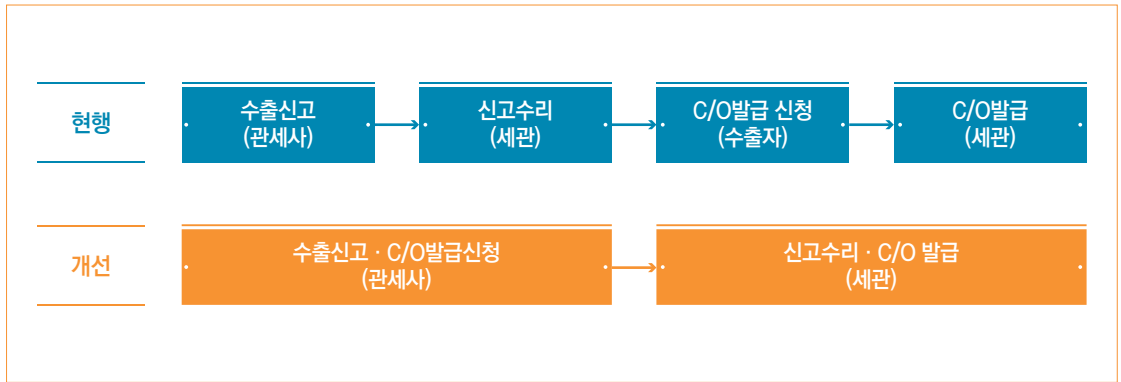 현행
수출신고
(관세사)
신고수리
(세관)
C/O발급 신청
(수출자)
C/O발급
(세관)
개선
수출신고 · C/O발급신청
(관세사)
신고수리 · C/O 발급
(세관)